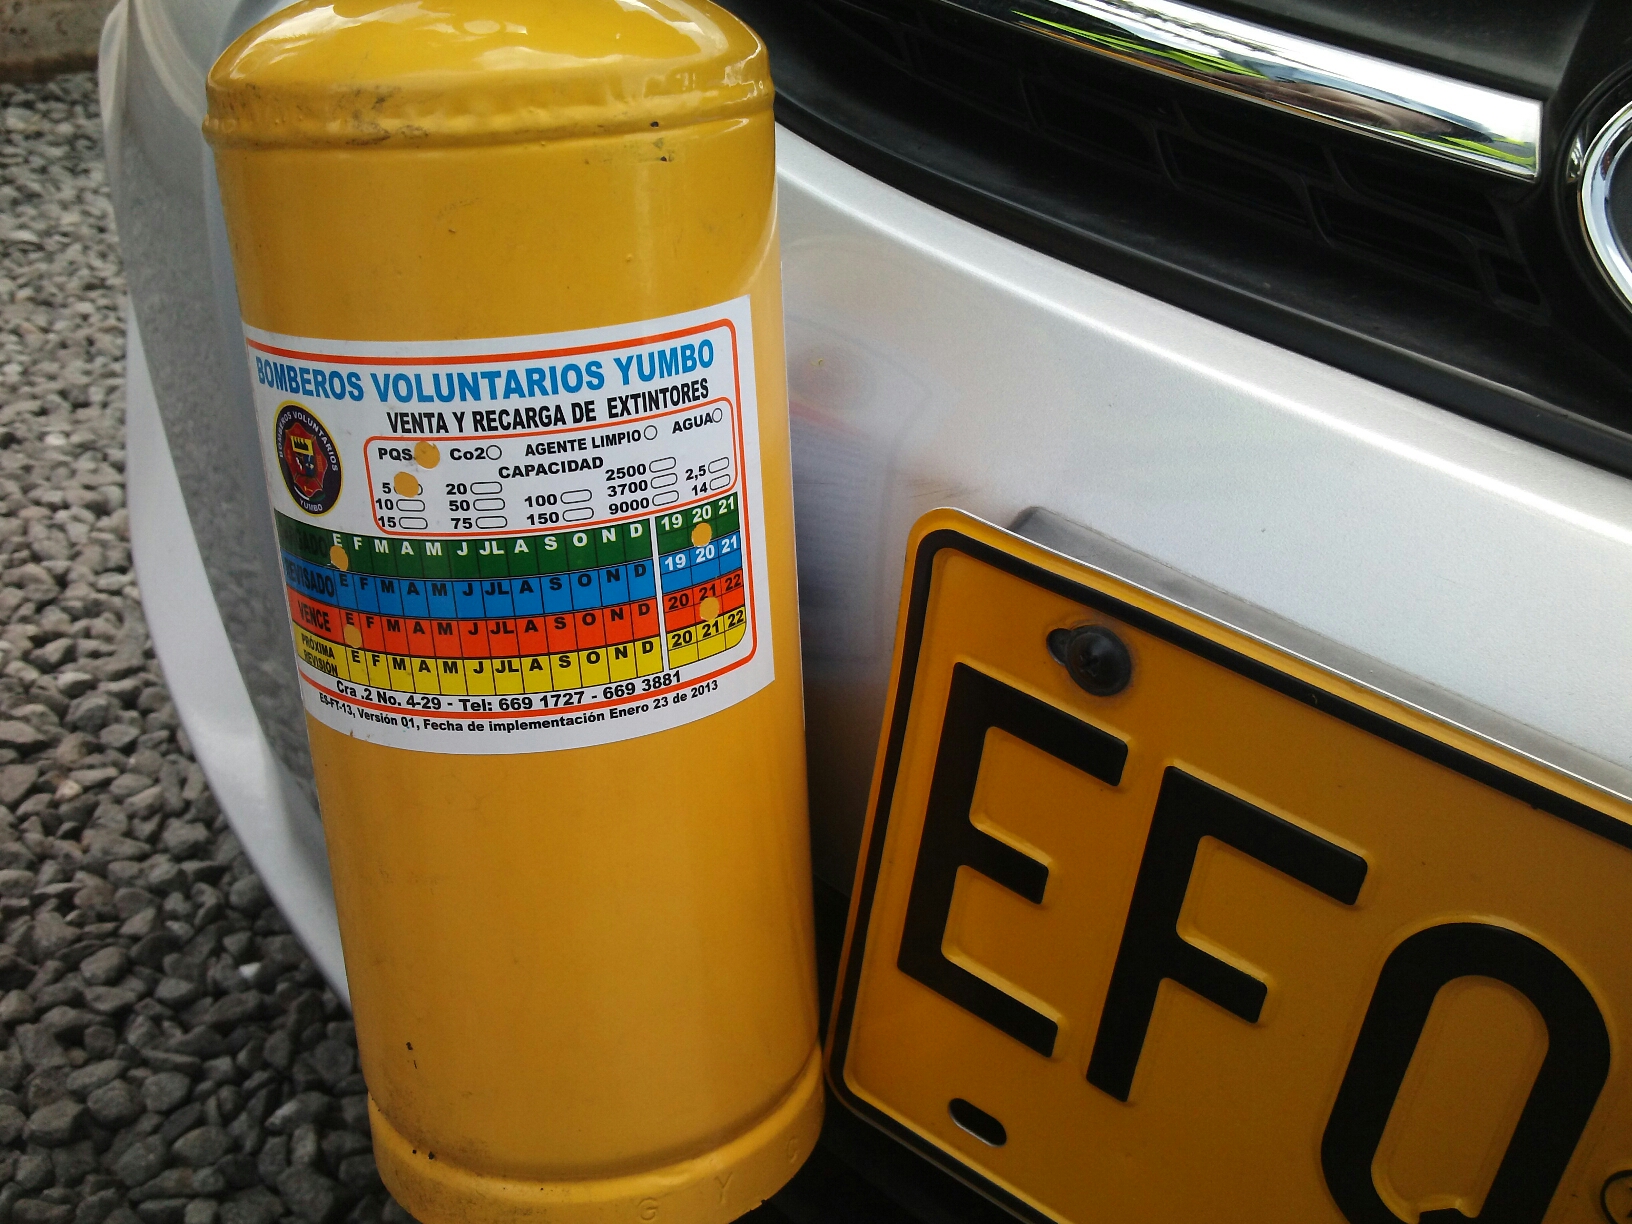 BOMBEROS VOLUNTARIOS YUMBO
VENTA Y RECARGA DE EXTINTORES
BOMBEROS VOLUNTARIOS
YUMBO
PQS Co2 AGENTE LIMPIO AGUA
CAPACIDAD
5 20 100 2500 2,5
10 50 150 3700 14
15 75 9000
E F M A M J JL A S O N D 19 20 21
REVISADO E F M A M J JL A S O N D 19 20 21
VENCE E F M A M J JL A S O N D 20 21 22
PRÓXIMA REVISIÓN E F M A M J JL A S O N D 20 21 22
Cra .2 No. 4-29 - Tel: 669 1727 - 669 3881
ES-FT-13, Versión 01, Fecha de implementación Enero 23 de 2013
G Y G
EFQ